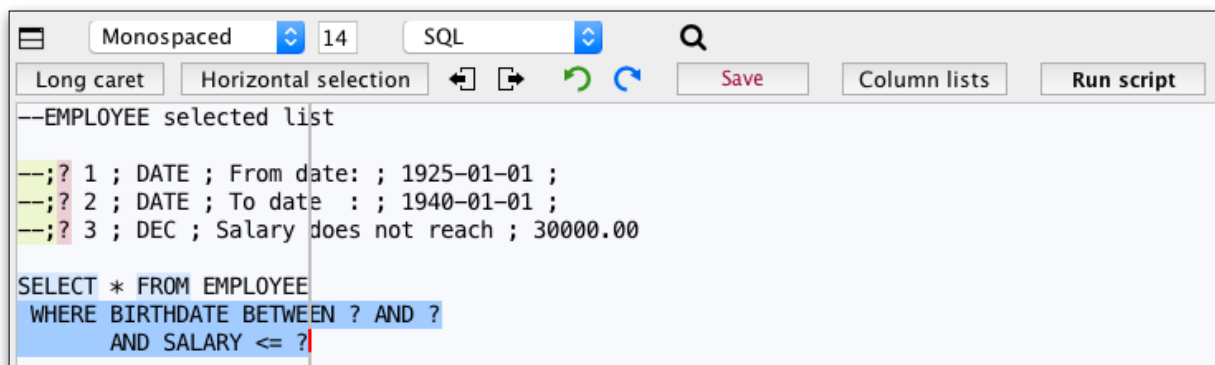 Monospaced 14 SQL
Long caret Horizontal selection Save Column lists Run script
--EMPLOYEE selected list
--;? 1 ; DATE ; From date: ; 1925-01-01 ;
--;? 2 ; DATE ; To date  : ; 1940-01-01 ;
--;? 3 ; DEC ; Salary does not reach ; 30000.00
SELECT * FROM EMPLOYEE
 WHERE BIRTHDATE BETWEEN ? AND ?
       AND SALARY <= ?